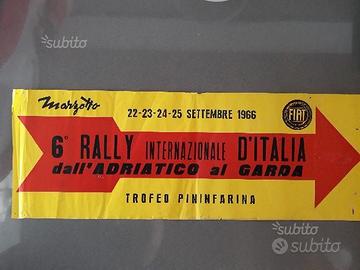 subito
subito
Marzotto
22-23-24-25 SETTEMBRE 1966
FIAT
6° RALLY INTERNAZIONALE D'ITALIA
dall'ADRIATICO al GARDA
TROFEO PININFARINA
subito
subito